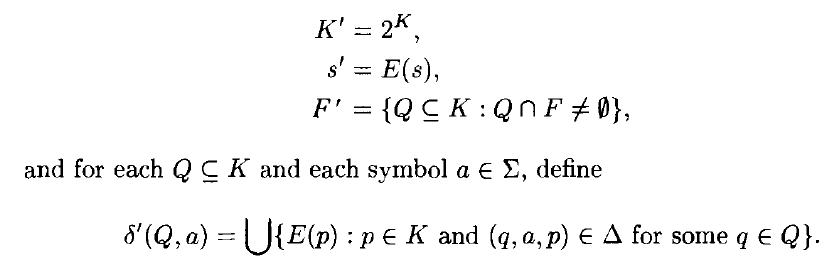 K′ = 2^K,
s′ = E(s),
F′ = {Q ⊆ K : Q ∩ F ≠ ∅},
and for each Q ⊆ K and each symbol a ∈ Σ, define
δ′(Q, a) = ⋃{E(p) : p ∈ K and (q, a, p) ∈ Δ for some q ∈ Q}.